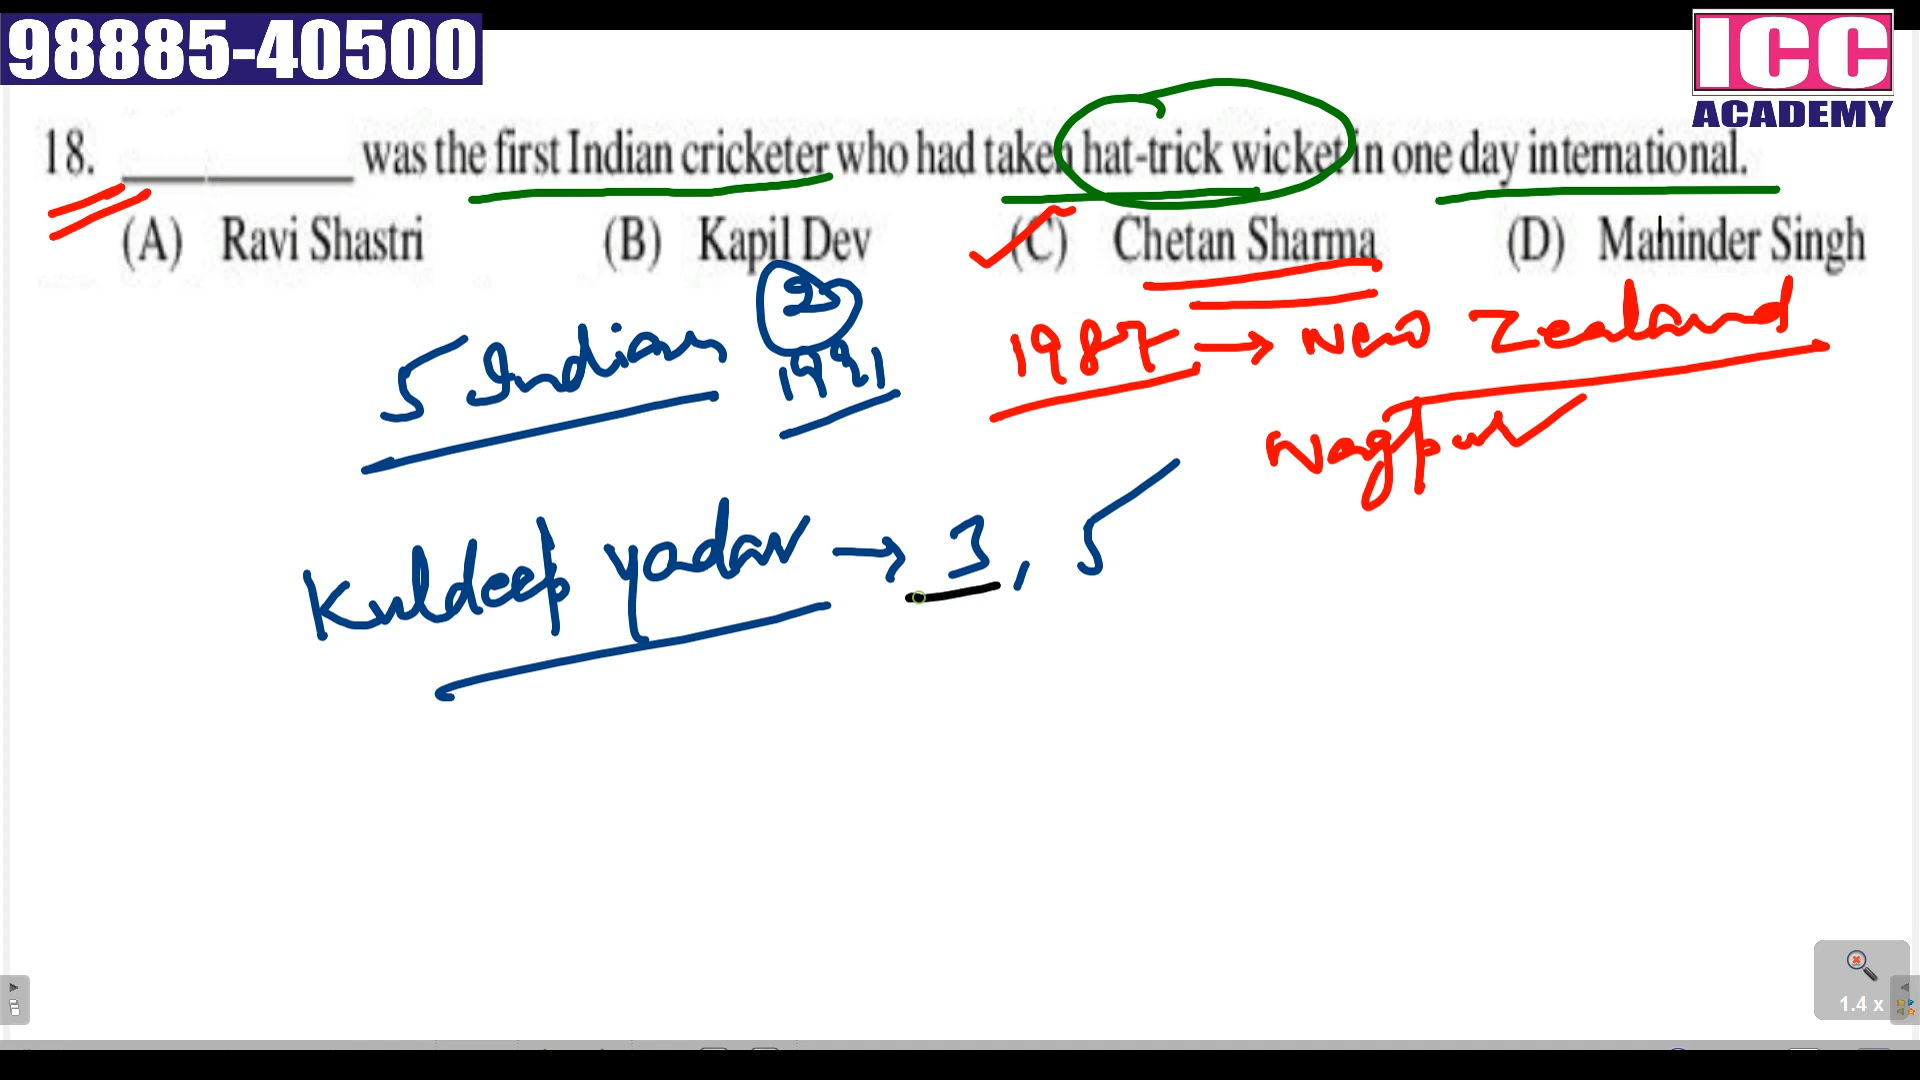 98885-40500
ICC
ACADEMY
18. ____________ was the first Indian cricketer who had taken hat-trick wicket in one day international.
(A) Ravi Shastri (B) Kapil Dev (C) Chetan Sharma (D) Mahinder Singh
5 Indian 1991
1987 → New Zealand
Nagpur
Kuldeep yadav → 3, 5
1.4 x